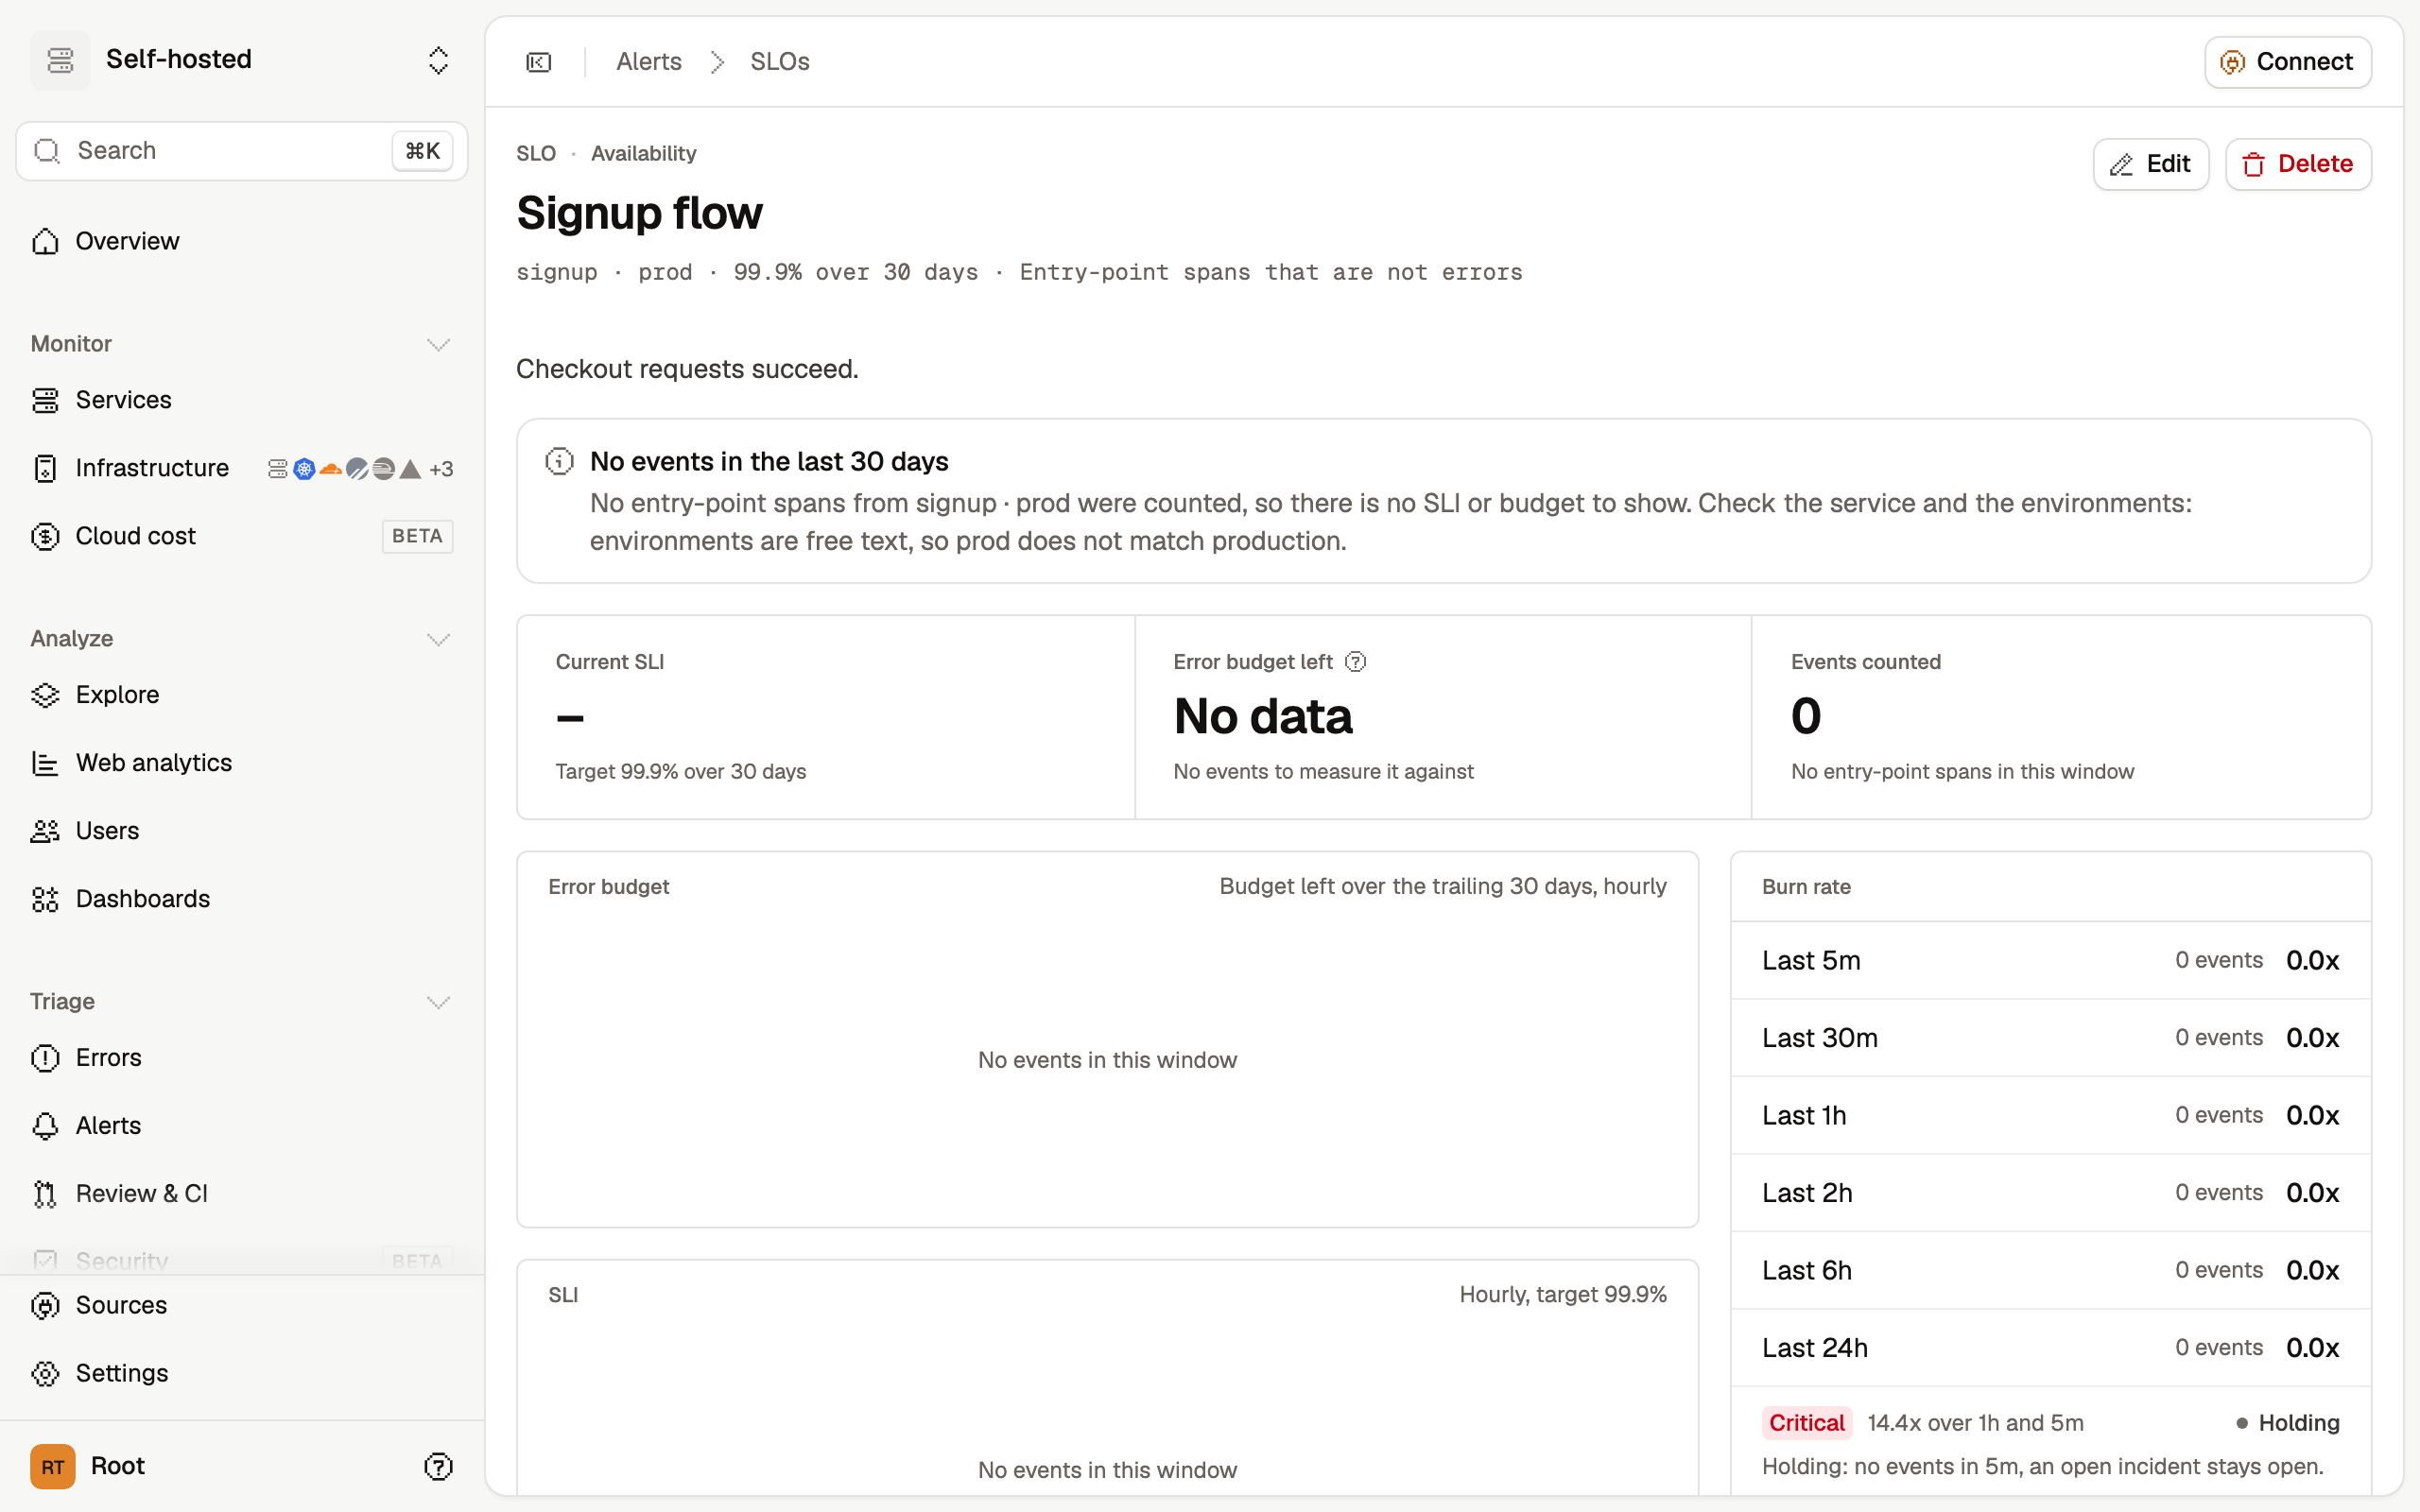 Self-hosted
Search ⌘K
Overview
Monitor
Services
Infrastructure +3
Cloud cost BETA
Analyze
Explore
Web analytics
Users
Dashboards
Triage
Errors
Alerts
Review & CI
Security BETA
Sources
Settings
RT Root
Alerts SLOs
Connect
SLO · Availability
Edit
Delete
Signup flow
signup · prod · 99.9% over 30 days · Entry-point spans that are not errors
Checkout requests succeed.
No events in the last 30 days
No entry-point spans from signup · prod were counted, so there is no SLI or budget to show. Check the service and the environments:
environments are free text, so prod does not match production.
Current SLI
–
Target 99.9% over 30 days
Error budget left
No data
No events to measure it against
Events counted
0
No entry-point spans in this window
Error budget Budget left over the trailing 30 days, hourly
No events in this window
SLI Hourly, target 99.9%
No events in this window
Burn rate
Last 5m 0 events 0.0x
Last 30m 0 events 0.0x
Last 1h 0 events 0.0x
Last 2h 0 events 0.0x
Last 6h 0 events 0.0x
Last 24h 0 events 0.0x
Critical 14.4x over 1h and 5m Holding
Holding: no events in 5m, an open incident stays open.